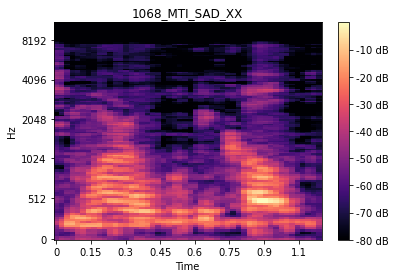 1068_MTI_SAD_XX
8192
4096
2048
1024
512
0
Hz
0 0.15 0.3 0.45 0.6 0.75 0.9 1.1
Time
-10 dB
-20 dB
-30 dB
-40 dB
-50 dB
-60 dB
-70 dB
-80 dB